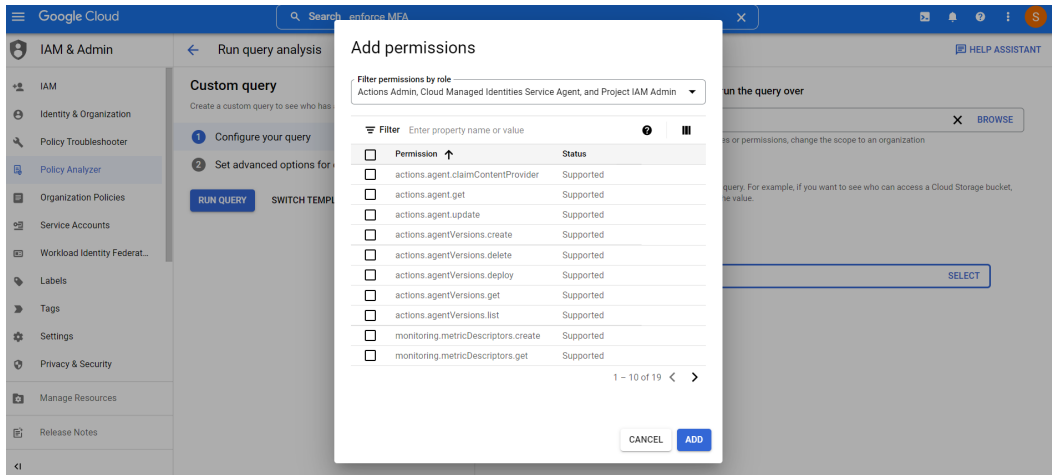 Google Cloud
Search enforce MFA
S
IAM & Admin
Run query analysis
HELP ASSISTANT
IAM
Identity & Organization
Policy Troubleshooter
Policy Analyzer
Organization Policies
Service Accounts
Workload Identity Federat...
Labels
Tags
Settings
Privacy & Security
Manage Resources
Release Notes
Custom query
Create a custom query to see who has
1 Configure your query
2 Set advanced options for
RUN QUERY SWITCH TEMPL
Add permissions
Filter permissions by role
Actions Admin, Cloud Managed Identities Service Agent, and Project IAM Admin
Filter Enter property name or value
Permission Status
actions.agent.claimContentProvider Supported
actions.agent.get Supported
actions.agent.update Supported
actions.agentVersions.create Supported
actions.agentVersions.delete Supported
actions.agentVersions.deploy Supported
actions.agentVersions.get Supported
actions.agentVersions.list Supported
monitoring.metricDescriptors.create Supported
monitoring.metricDescriptors.get Supported
1 – 10 of 19
CANCEL ADD
run the query over
BROWSE
es or permissions, change the scope to an organization
query. For example, if you want to see who can access a Cloud Storage bucket,
he value.
SELECT